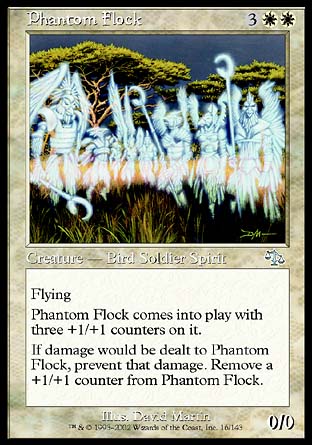 Phantom Flock 3
Creature — Bird Soldier Spirit
Flying
Phantom Flock comes into play with
three +1/+1 counters on it.
If damage would be dealt to Phantom
Flock, prevent that damage. Remove a
+1/+1 counter from Phantom Flock.
Illus. David Martin
™ & © 1993–2002 Wizards of the Coast, Inc. 16/143
0/0